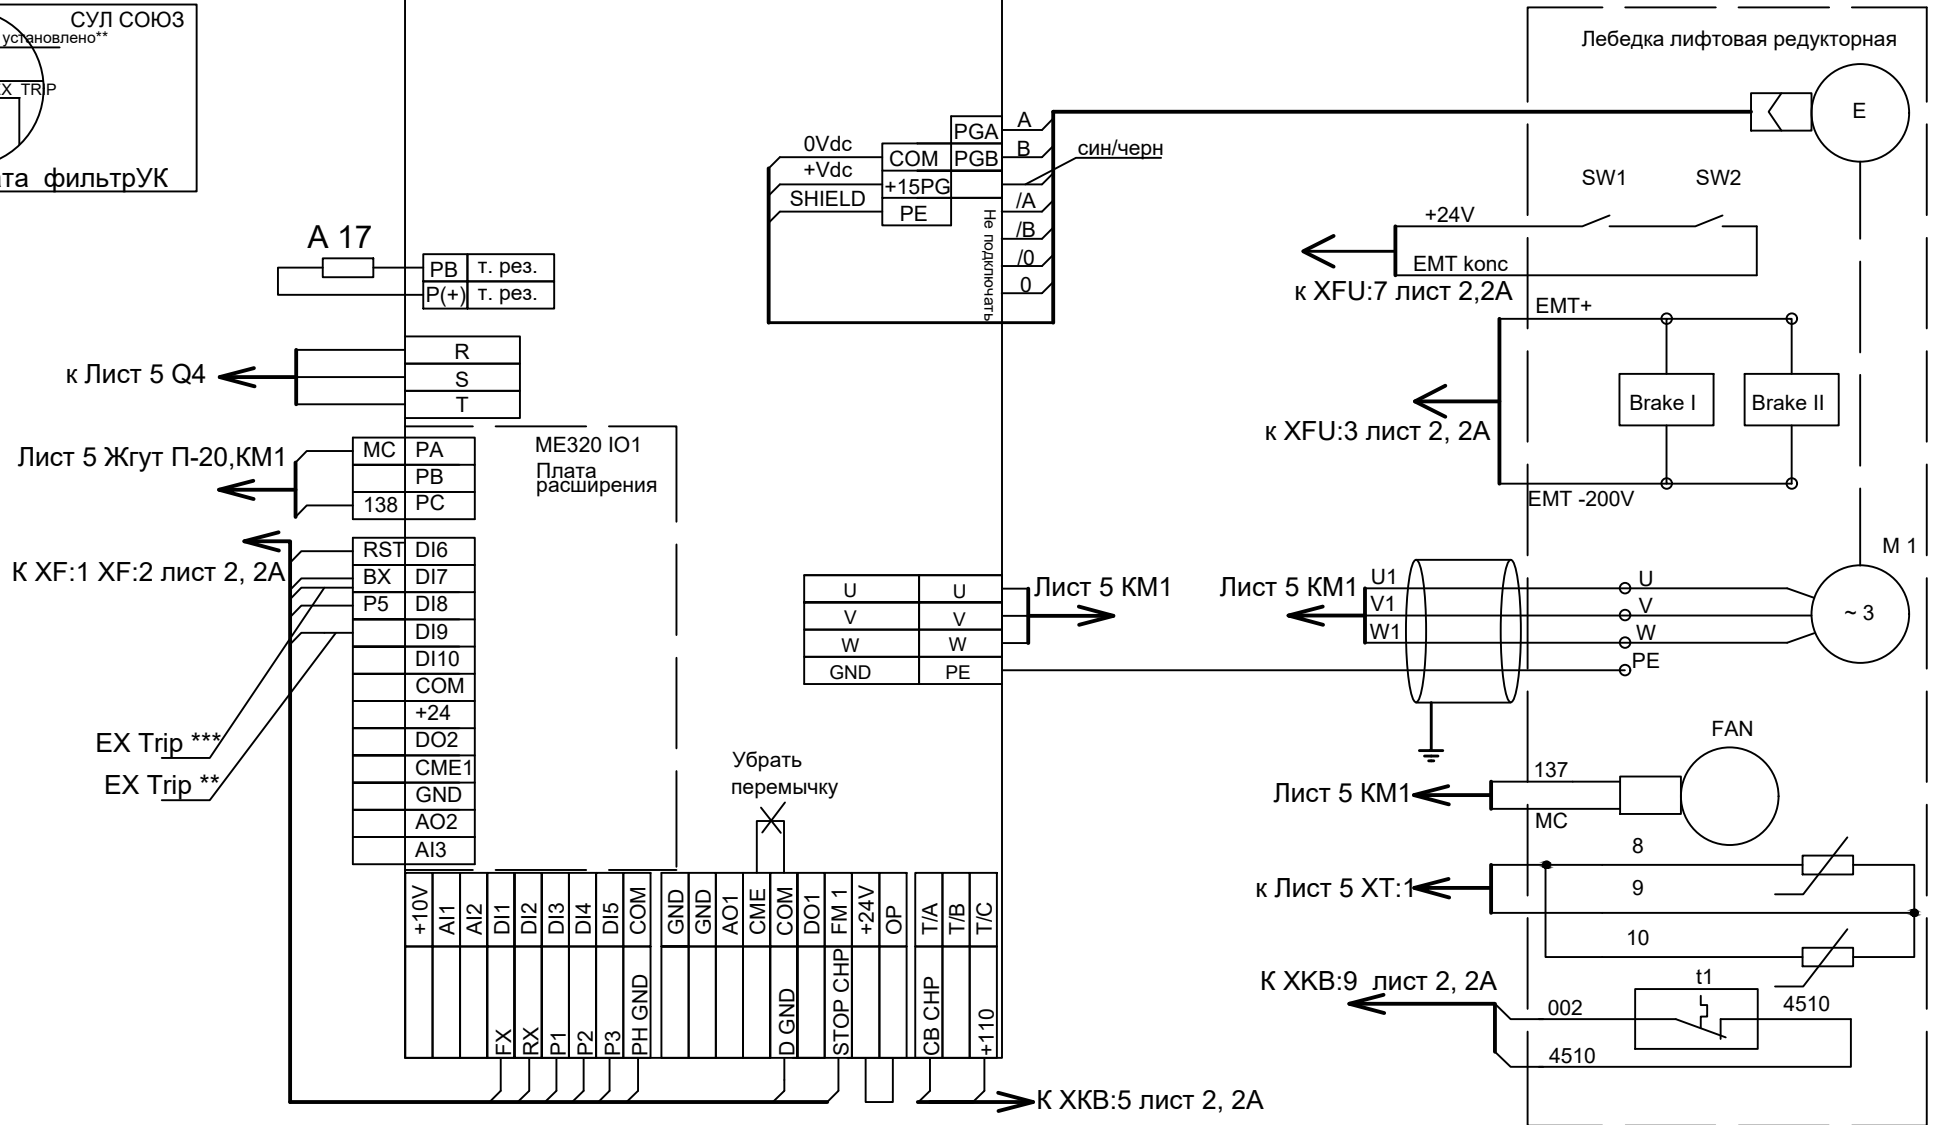 СУЛ СОЮЗ
установлено**
EX TRIP
фильтрУК
А 17
PB т. рез.
P(+) т. рез.
к Лист 5 Q4
R
S
T
Лист 5 Жгут П-20,КМ1
MC PA
PB
138 PC
ME320 IO1
Плата
расширения
К XF:1 XF:2 лист 2, 2А
RST DI6
BX DI7
P5 DI8
DI9
DI10
COM
+24
DO2
CME1
GND
AO2
AI3
EX Trip ***
EX Trip **
Убрать
перемычку
+10V
AI1
AI2
DI1 FX
DI2 RX
DI3 P1
DI4 P2
DI5 P3
COM PH GND
GND
GND
AO1
CME
COM D GND
DO1
FM 1 STOP CHP
+24V
OP
T/A CB CHP
T/B
T/C +110
К ХКВ:5 лист 2, 2А
0Vdc
+Vdc
SHIELD
COM
+15PG
PE
PGA
PGB
A
B
син/черн
/A
/B
/0
0
Не подключать
U U
V V
W W
GND PE
Лист 5 КМ1
Лебедка лифтовая редукторная
E
SW1 SW2
+24V
EMT konc
к XFU:7 лист 2,2А
EMT+
Brake I
Brake II
к XFU:3 лист 2, 2А
EMT -200V
M 1
Лист 5 КМ1
U1
V1
W1
U
V
W
PE
~ 3
FAN
137
Лист 5 КМ1
MC
8
к Лист 5 ХТ:1
9
10
К ХКВ:9 лист 2, 2А
t1
002
4510
4510